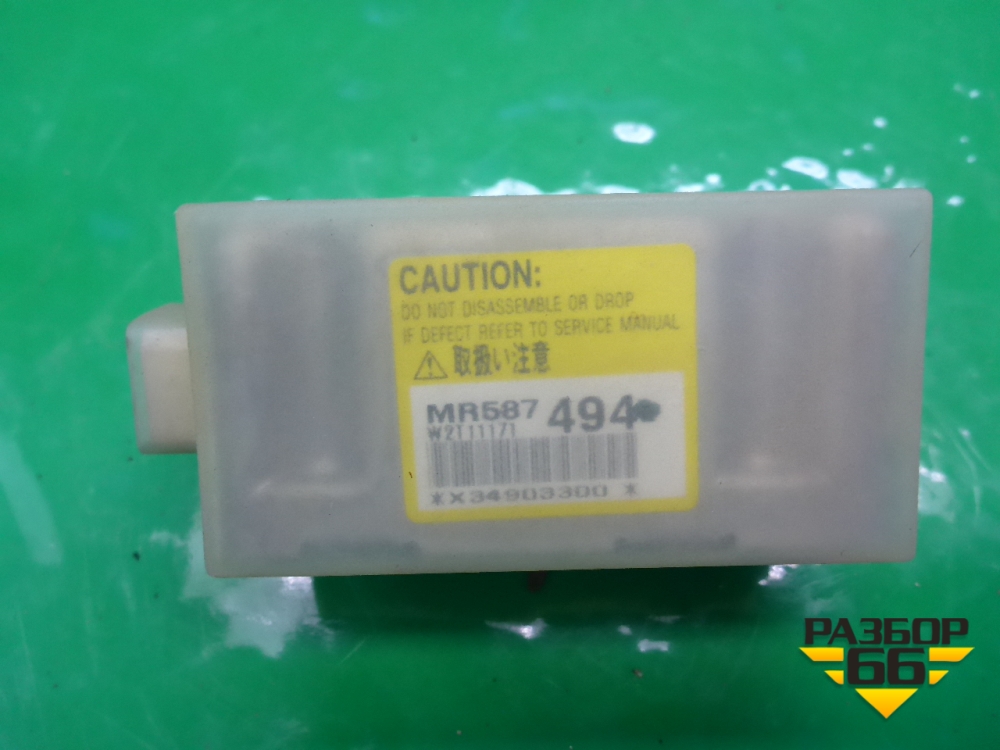 CAUTION:
DO NOT DISASSEMBLE OR DROP
IF DEFECT REFER TO SERVICE MANUAL
⚠取扱い注意
MR587 494
W2T11171
*X34903300 *
РАЗБОР
66